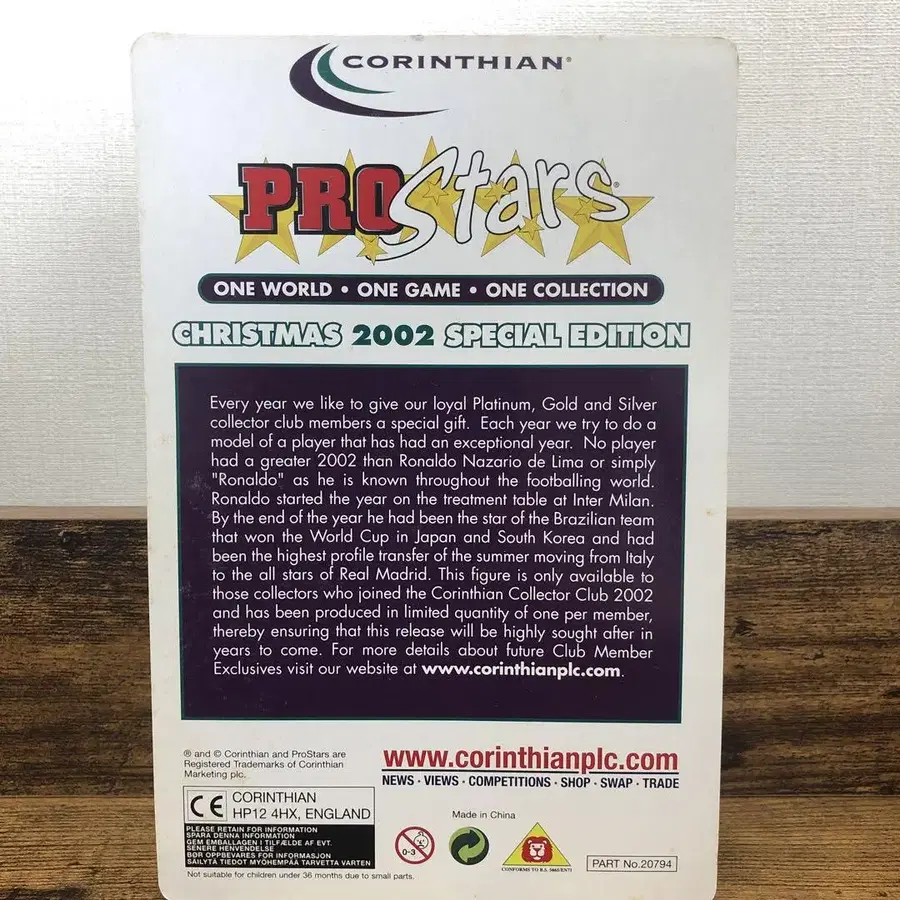 CORINTHIAN®
PROStars®
ONE WORLD • ONE GAME • ONE COLLECTION
CHRISTMAS 2002 SPECIAL EDITION
Every year we like to give our loyal Platinum, Gold and Silver
collector club members a special gift. Each year we try to do a
model of a player that has had an exceptional year. No player
had a greater 2002 than Ronaldo Nazario de Lima or simply
"Ronaldo" as he is known throughout the footballing world.
Ronaldo started the year on the treatment table at Inter Milan.
By the end of the year he had been the star of the Brazilian team
that won the World Cup in Japan and South Korea and had
been the highest profile transfer of the summer moving from Italy
to the all stars of Real Madrid. This figure is only available to
those collectors who joined the Corinthian Collector Club 2002
and has been produced in limited quantity of one per member,
thereby ensuring that this release will be highly sought after in
years to come. For more details about future Club Member
Exclusives visit our website at www.corinthianplc.com.
® and © Corinthian and ProStars are
Registered Trademarks of Corinthian
Marketing plc.
www.corinthianplc.com
NEWS · VIEWS · COMPETITIONS · SHOP · SWAP · TRADE
CE CORINTHIAN
HP12 4HX, ENGLAND
PLEASE RETAIN FOR INFORMATION
SPARA DENNA INFORMATION
GEM EMBALLAGEN I TILFÆLDE AF EVT.
SENERE HENVENDELSE
BØR OPPBEVARES FOR INFORMASJON
SÄILYTÄ TIEDOT MYÖHEMPÄÄ TARVETTA VARTEN
Not suitable for children under 36 months due to small parts.
Made in China
0-3
CONFORMS TO B.S. 5665/EN71
PART No.20794